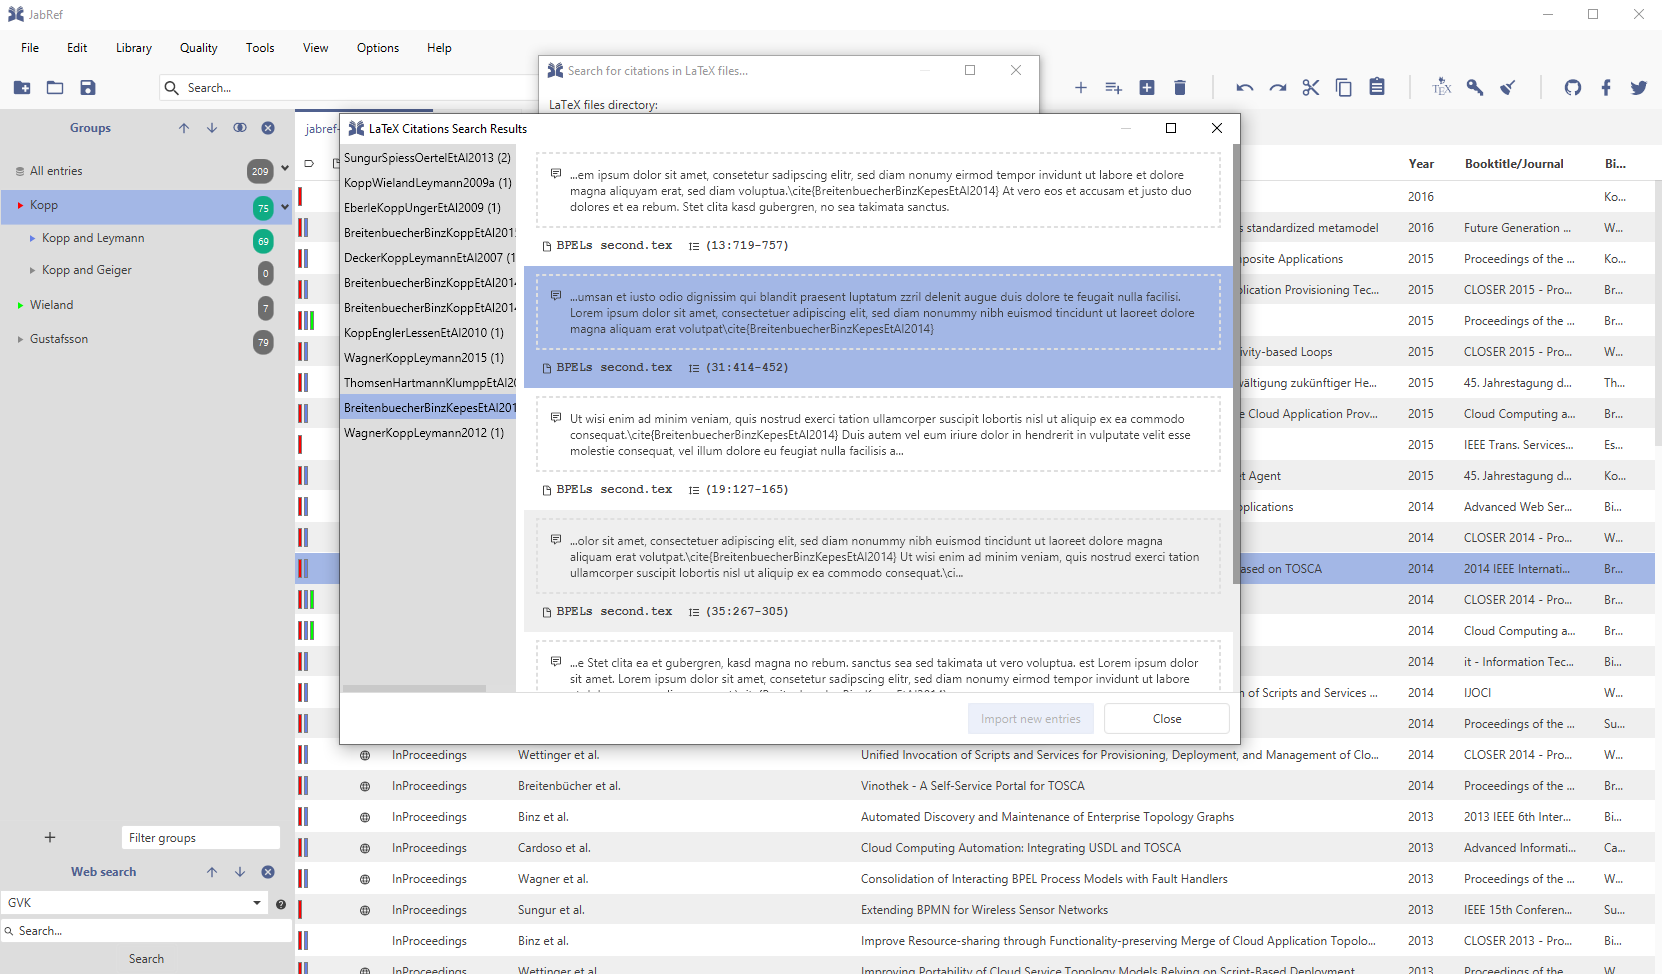 JabRef
File Edit Library Quality Tools View Options Help
Search...
Search for citations in LaTeX files...
LaTeX files directory:
TEX
Groups
All entries 209
Kopp 75
Kopp and Leymann 69
Kopp and Geiger 0
Wieland 7
Gustafsson 79
Filter groups
Web search
GVK
Search...
Search
jabref-
LaTeX Citations Search Results
SungurSpiessOertelEtAl2013 (2)
KoppWielandLeymann2009a (1)
EberleKoppUngerEtAl2009 (1)
BreitenbuecherBinzKoppEtAl201
DeckerKoppLeymannEtAl2007 (1
BreitenbuecherBinzKoppEtAl201
BreitenbuecherBinzKoppEtAl201
KoppEnglerLessenEtAl2010 (1)
WagnerKoppLeymann2015 (1)
ThomsenHartmannKlumppEtAl20
BreitenbuecherBinzKepesEtAl201
WagnerKoppLeymann2012 (1)
...em ipsum dolor sit amet, consetetur sadipscing elitr, sed diam nonumy eirmod tempor invidunt ut labore et dolore
magna aliquyam erat, sed diam voluptua.\cite{BreitenbuecherBinzKepesEtAl2014} At vero eos et accusam et justo duo
dolores et ea rebum. Stet clita kasd gubergren, no sea takimata sanctus.
BPELs second.tex (13:719-757)
...umsan et iusto odio dignissim qui blandit praesent luptatum zzril delenit augue duis dolore te feugait nulla facilisi.
Lorem ipsum dolor sit amet, consectetuer adipiscing elit, sed diam nonummy nibh euismod tincidunt ut laoreet dolore
magna aliquam erat volutpat\cite{BreitenbuecherBinzKepesEtAl2014}
BPELs second.tex (31:414-452)
Ut wisi enim ad minim veniam, quis nostrud exerci tation ullamcorper suscipit lobortis nisl ut aliquip ex ea commodo
consequat.\cite{BreitenbuecherBinzKepesEtAl2014} Duis autem vel eum iriure dolor in hendrerit in vulputate velit esse
molestie consequat, vel illum dolore eu feugiat nulla facilisis a...
BPELs second.tex (19:127-165)
...olor sit amet, consectetuer adipiscing elit, sed diam nonummy nibh euismod tincidunt ut laoreet dolore magna
aliquam erat volutpat.\cite{BreitenbuecherBinzKepesEtAl2014} Ut wisi enim ad minim veniam, quis nostrud exerci tation
ullamcorper suscipit lobortis nisl ut aliquip ex ea commodo consequat.\ci...
BPELs second.tex (35:267-305)
...e Stet clita ea et gubergren, kasd magna no rebum. sanctus sea sed takimata ut vero voluptua. est Lorem ipsum dolor
sit amet. Lorem ipsum dolor sit amet, consetetur sadipscing elitr, sed diam nonumy eirmod tempor invidunt ut labore
Import new entries Close
Year Booktitle/Journal Bi...
2016 Ko...
s standardized metamodel 2016 Future Generation ... W...
nposite Applications 2015 Proceedings of the ... Ko...
lication Provisioning Tec... 2015 CLOSER 2015 - Pro... Br...
2015 Proceedings of the ... Br...
ivity-based Loops 2015 CLOSER 2015 - Pro... W...
wältigung zukünftiger He... 2015 45. Jahrestagung d... Th...
e Cloud Application Prov... 2015 Cloud Computing a... Br...
2015 IEEE Trans. Services... Es...
t Agent 2015 45. Jahrestagung d... Ko...
plications 2015 Advanced Web Ser... Bi...
2014 CLOSER 2014 - Pro... W...
ased on TOSCA 2014 2014 IEEE Internati... Br...
2014 CLOSER 2014 - Pro... Br...
2014 Cloud Computing a... Br...
2014 it - Information Tec... Bi...
n of Scripts and Services ... 2014 IJOCI W...
2014 Proceedings of the ... Su...
InProceedings Wettinger et al. Unified Invocation of Scripts and Services for Provisioning, Deployment, and Management of Clo... 2014 CLOSER 2014 - Pro... W...
InProceedings Breitenbücher et al. Vinothek - A Self-Service Portal for TOSCA 2014 Proceedings of the ... Br...
InProceedings Binz et al. Automated Discovery and Maintenance of Enterprise Topology Graphs 2013 2013 IEEE 6th Inter... Bi...
InProceedings Cardoso et al. Cloud Computing Automation: Integrating USDL and TOSCA 2013 Advanced Informati... Ca...
InProceedings Wagner et al. Consolidation of Interacting BPEL Process Models with Fault Handlers 2013 Proceedings of the ... W...
InProceedings Sungur et al. Extending BPMN for Wireless Sensor Networks 2013 IEEE 15th Conferen... Su...
InProceedings Binz et al. Improve Resource-sharing through Functionality-preserving Merge of Cloud Application Topolo... 2013 CLOSER 2013 - Pro... Bi...
InProceedings Wettinger et al. Improving Portability of Cloud Service Topology Models Relying on Script-Based Deployment 2013 Proceedings of the ... W...